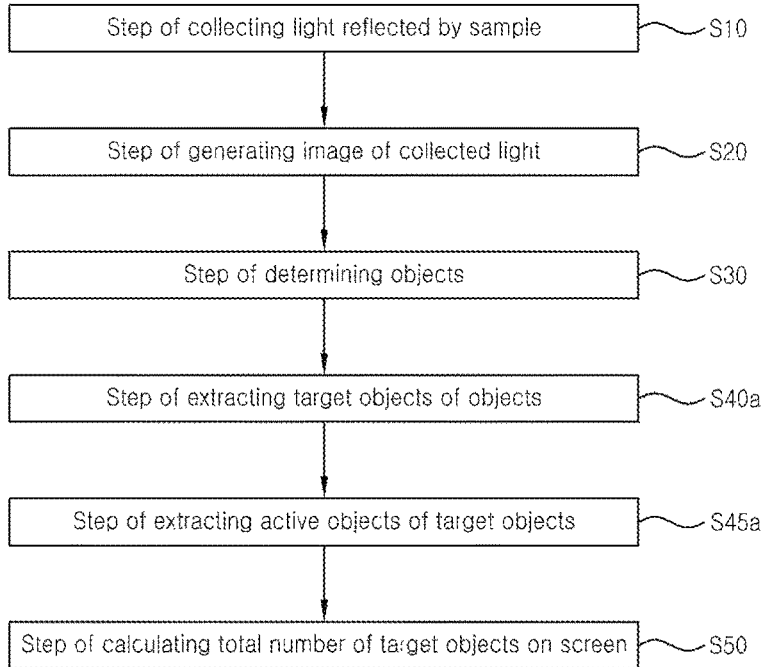 Step of collecting light reflected by sample S10
Step of generating image of collected light S20
Step of determining objects S30
Step of extracting target objects of objects S40a
Step of extracting active objects of target objects S45a
Step of calculating total number of target objects on screen S50